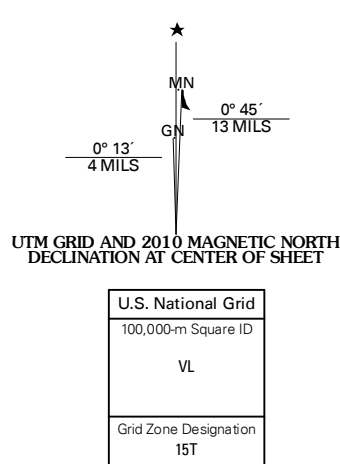 MN
0° 45´
13 MILS
GN
0° 13´
4 MILS
UTM GRID AND 2010 MAGNETIC NORTH
DECLINATION AT CENTER OF SHEET
U.S. National Grid
100,000-m Square ID
VL
Grid Zone Designation
15T